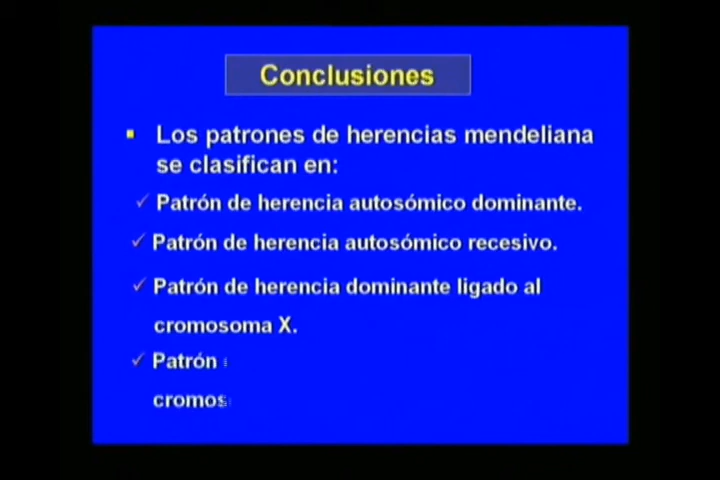 Conclusiones
Los patrones de herencias mendeliana
se clasifican en:
Patrón de herencia autosómico dominante.
Patrón de herencia autosómico recesivo.
Patrón de herencia dominante ligado al
cromosoma X.
Patrón
cromos